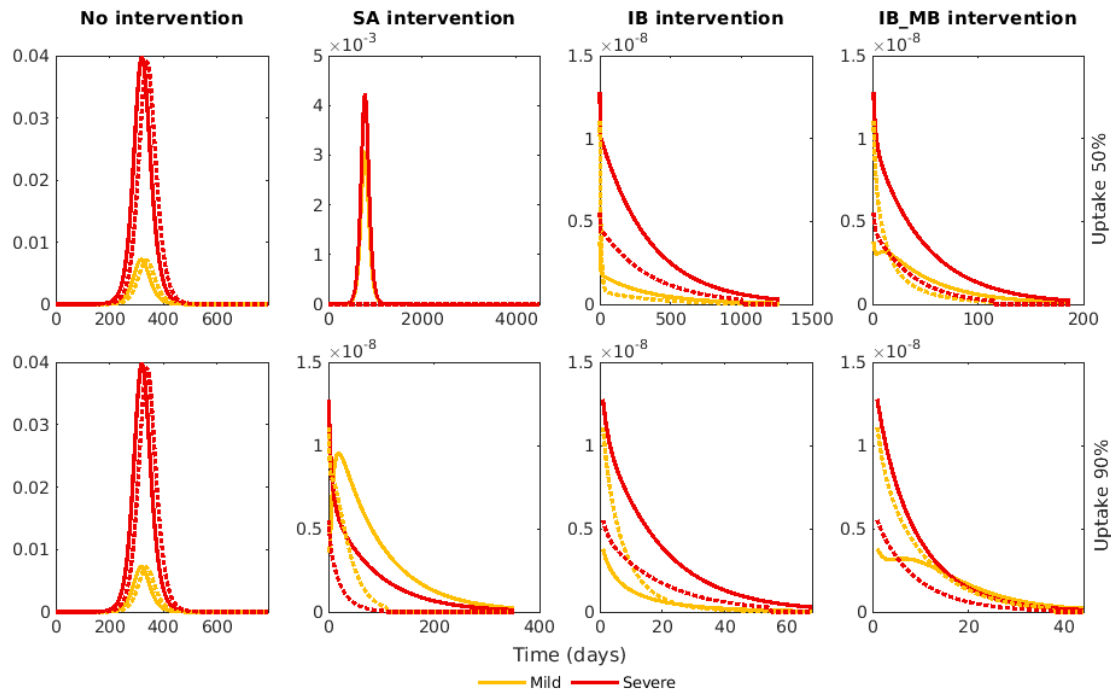 No intervention SA intervention IB intervention IB_MB intervention
×10⁻³ ×10⁻⁸ ×10⁻⁸
0.04 5 1.5 1.5
4
0.03
3 1 1
0.02
2
0.5 0.5
0.01 1
0 0 0 0
0 200 400 600 0 2000 4000 0 500 1000 1500 0 100 200
Uptake 50%
×10⁻⁸ ×10⁻⁸ ×10⁻⁸
0.04 1.5 1.5 1.5
0.03
1 1 1
0.02
0.5 0.5 0.5
0.01
0 0 0 0
0 200 400 600 0 200 400 0 20 40 60 0 20 40
Uptake 90%
Time (days)
Mild Severe